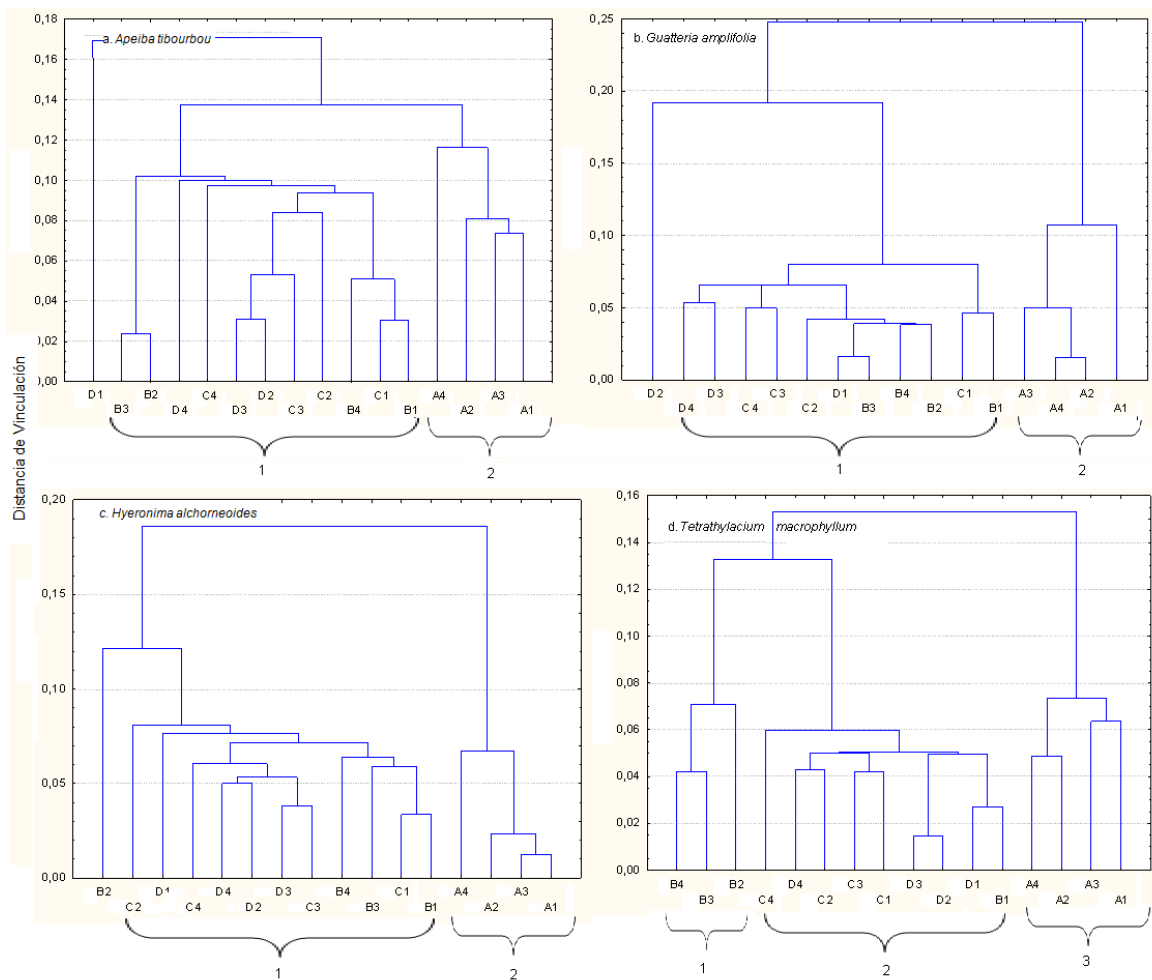 Distancia de Vinculación
a. Apeiba tibourbou
0,18
0,16
0,14
0,12
0,10
0,08
0,06
0,04
0,02
0,00
D1 B2 C4 D2 C2 C1 A4 A3
B3 D4 D3 C3 B4 B1 A2 A1
1 2
b. Guatteria amplifolia
0,25
0,20
0,15
0,10
0,05
0,00
D2 D3 C3 D1 B4 C1 A3 A2
D4 C4 C2 B3 B2 B1 A4 A1
1 2
c. Hyeronima alchorneoides
0,20
0,15
0,10
0,05
0,00
B2 D1 D4 D3 B4 C1 A4 A3
C2 C4 D2 C3 B3 B1 A2 A1
1 2
d. Tetrathylacium macrophyllum
0,16
0,14
0,12
0,10
0,08
0,06
0,04
0,02
0,00
B4 B2 D4 C3 D3 D1 A4 A3
B3 C4 C2 C1 D2 B1 A2 A1
1 2 3